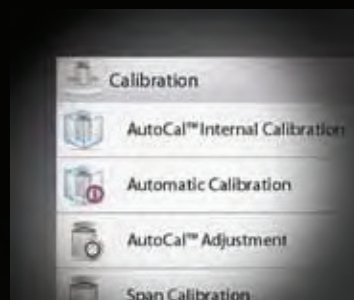 Calibration
AutoCal™ Internal Calibration
Automatic Calibration
AutoCal™ Adjustment
Span Calibration